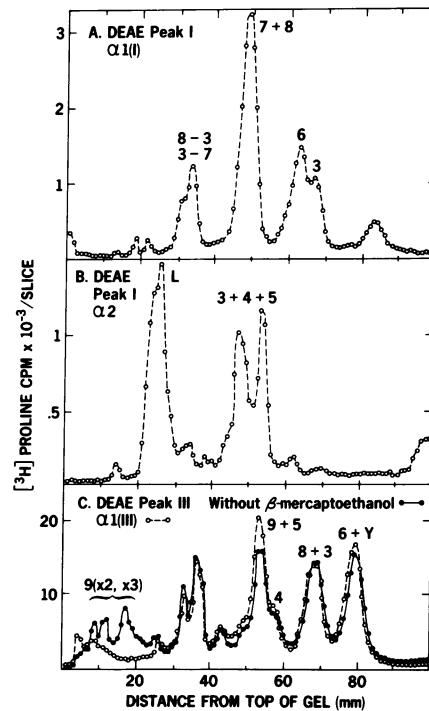 3
A. DEAE Peak I
α1(I)
7 + 8
2
8 – 3
3 – 7
6
3
1
B. DEAE
Peak I
α2
L
3 + 4 + 5
1
.5
[³H] PROLINE CPM x 10⁻³/SLICE
C. DEAE Peak III
α1(III) o--o
Without β-mercaptoethanol ●—●
20
9 + 5
9(x2, x3)
4
8 + 3
6 + Y
10
0 20 40 60 80 100
DISTANCE FROM TOP OF GEL (mm)